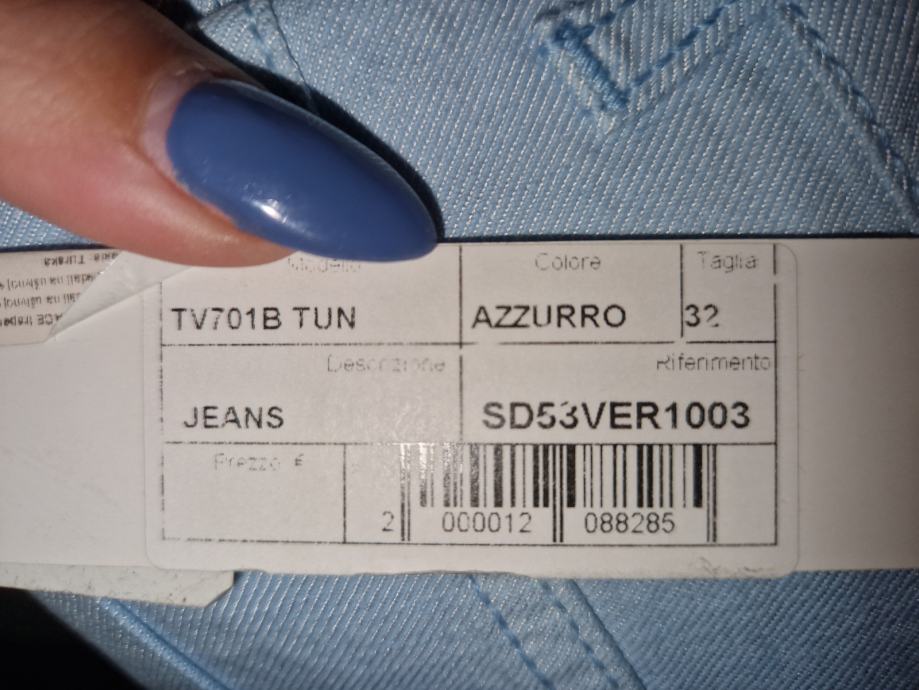 Modello Colore Taglia
TV701B TUN AZZURRO 32
Descrizione Riferimento
JEANS SD53VER1003
Prezzo €
2 000012 088285